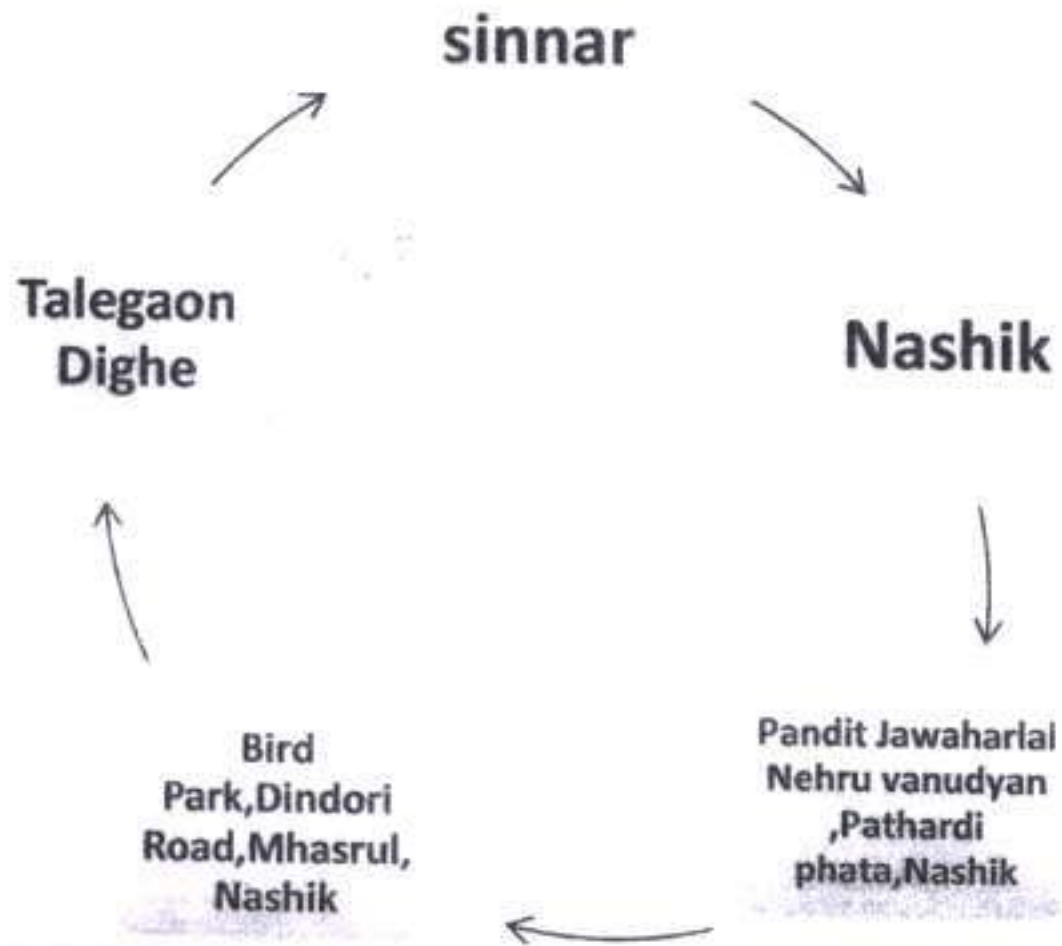 sinnar
Nashik
Pandit Jawaharlal
Nehru vanudyan
,Pathardi
phata,Nashik
Bird
Park,Dindori
Road,Mhasrul,
Nashik
Talegaon
Dighe